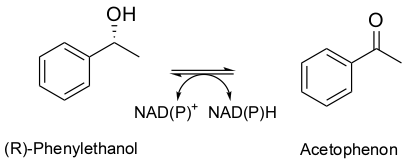 OH
O
NAD(P)+ NAD(P)H
(R)-Phenylethanol Acetophenon